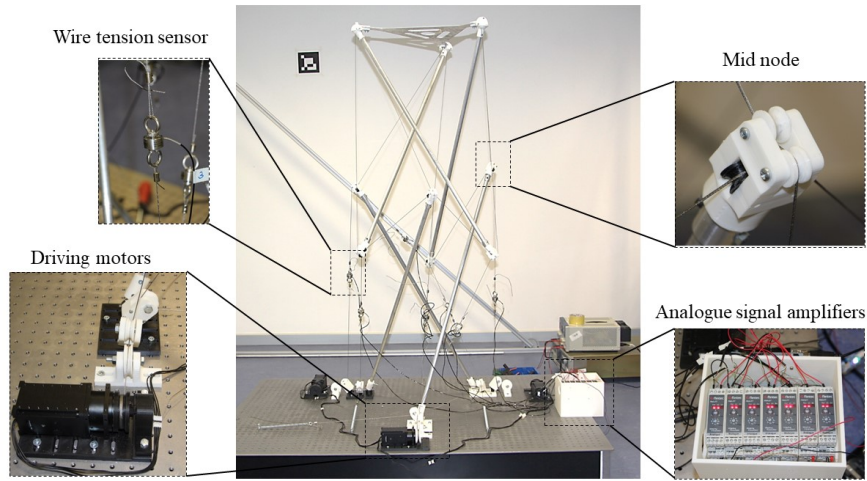 Wire tension sensor
Mid node
Driving motors
Analogue signal amplifiers